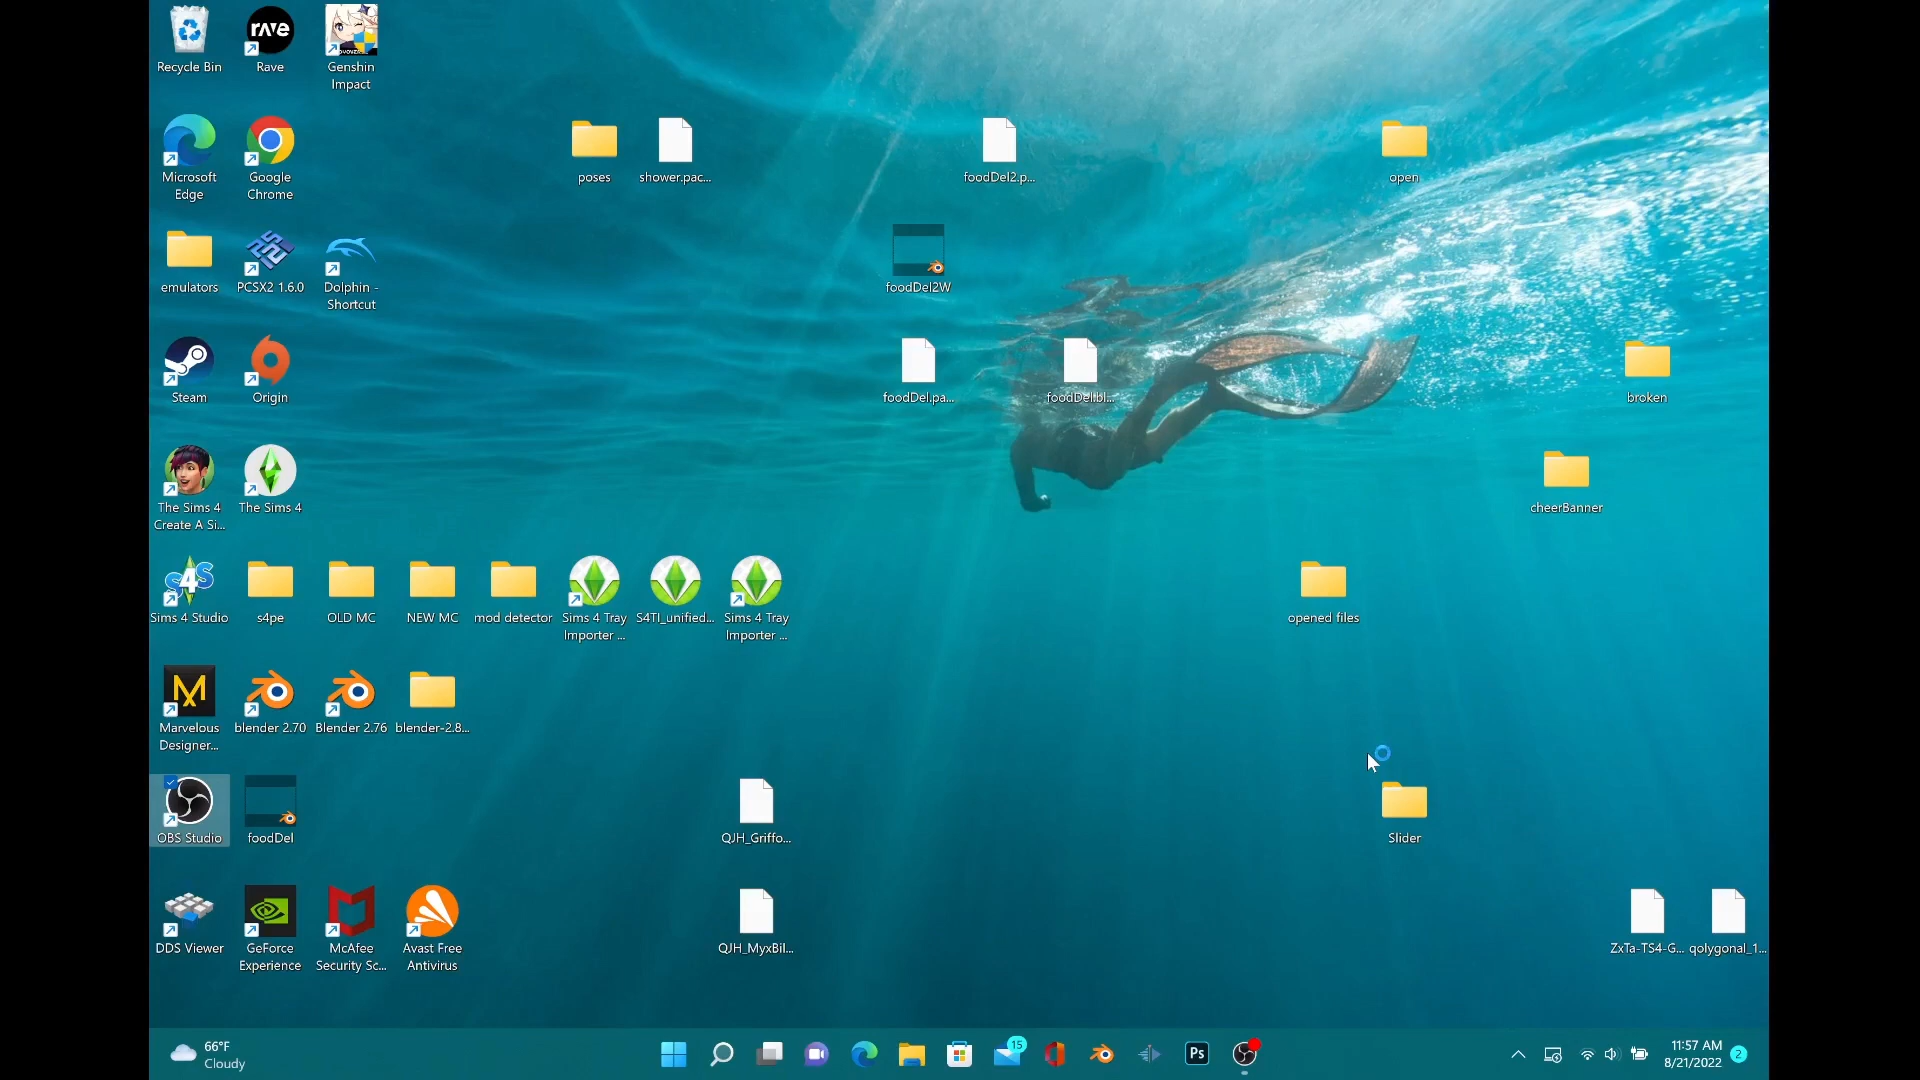 Recycle Bin
rave
Rave
Genshin
Impact
Microsoft
Edge
Google
Chrome
poses
shower.pac...
foodDel2.p...
open
emulators
PCSX2 1.6.0
Dolphin -
Shortcut
foodDel2W
Steam
Origin
foodDel.pa...
foodDel.bl...
broken
The Sims 4
Create A Si...
The Sims 4
cheerBanner
S4S
Sims 4 Studio
s4pe
OLD MC
NEW MC
mod detector
Sims 4 Tray
Importer ...
S4TI_unified...
Sims 4 Tray
Importer ...
opened files
Marvelous
Designer...
blender 2.70
Blender 2.76
blender-2.8...
OBS Studio
foodDel
QJH_Griffo...
Slider
DDS Viewer
GeForce
Experience
McAfee
Security Sc...
Avast Free
Antivirus
QJH_MyxBil...
ZxTa-TS4-G...
qolygonal_1...
66°F
Cloudy
15
Ps
11:57 AM
8/21/2022
2